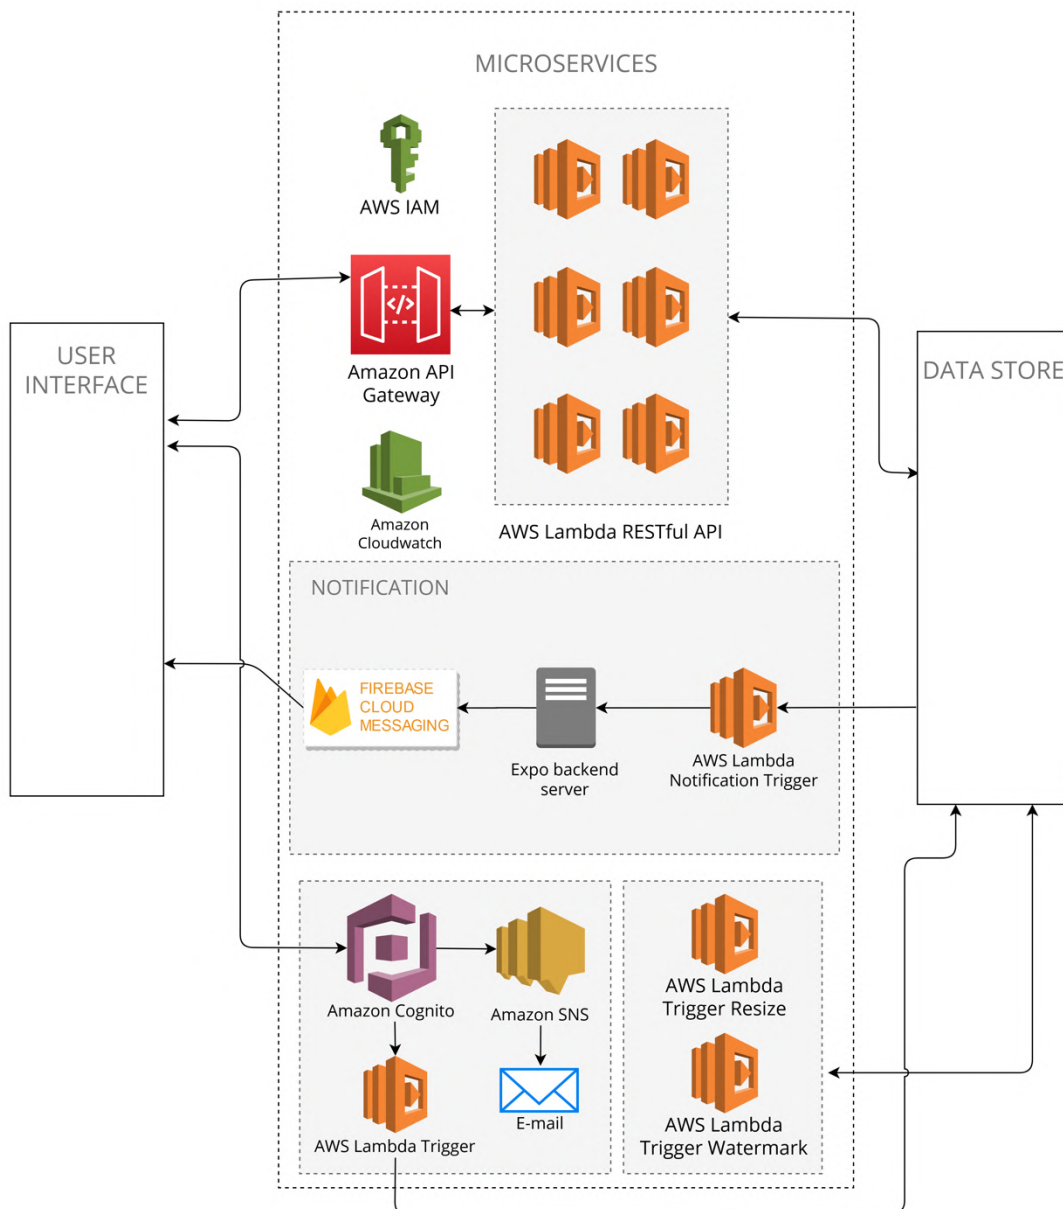 MICROSERVICES
AWS IAM
Amazon API
Gateway
Amazon
Cloudwatch
AWS Lambda RESTful API
USER
INTERFACE
DATA STORE
NOTIFICATION
FIREBASE
CLOUD
MESSAGING
Expo backend
server
AWS Lambda
Notification Trigger
Amazon Cognito
Amazon SNS
AWS Lambda Trigger
E-mail
AWS Lambda
Trigger Resize
AWS Lambda
Trigger Watermark